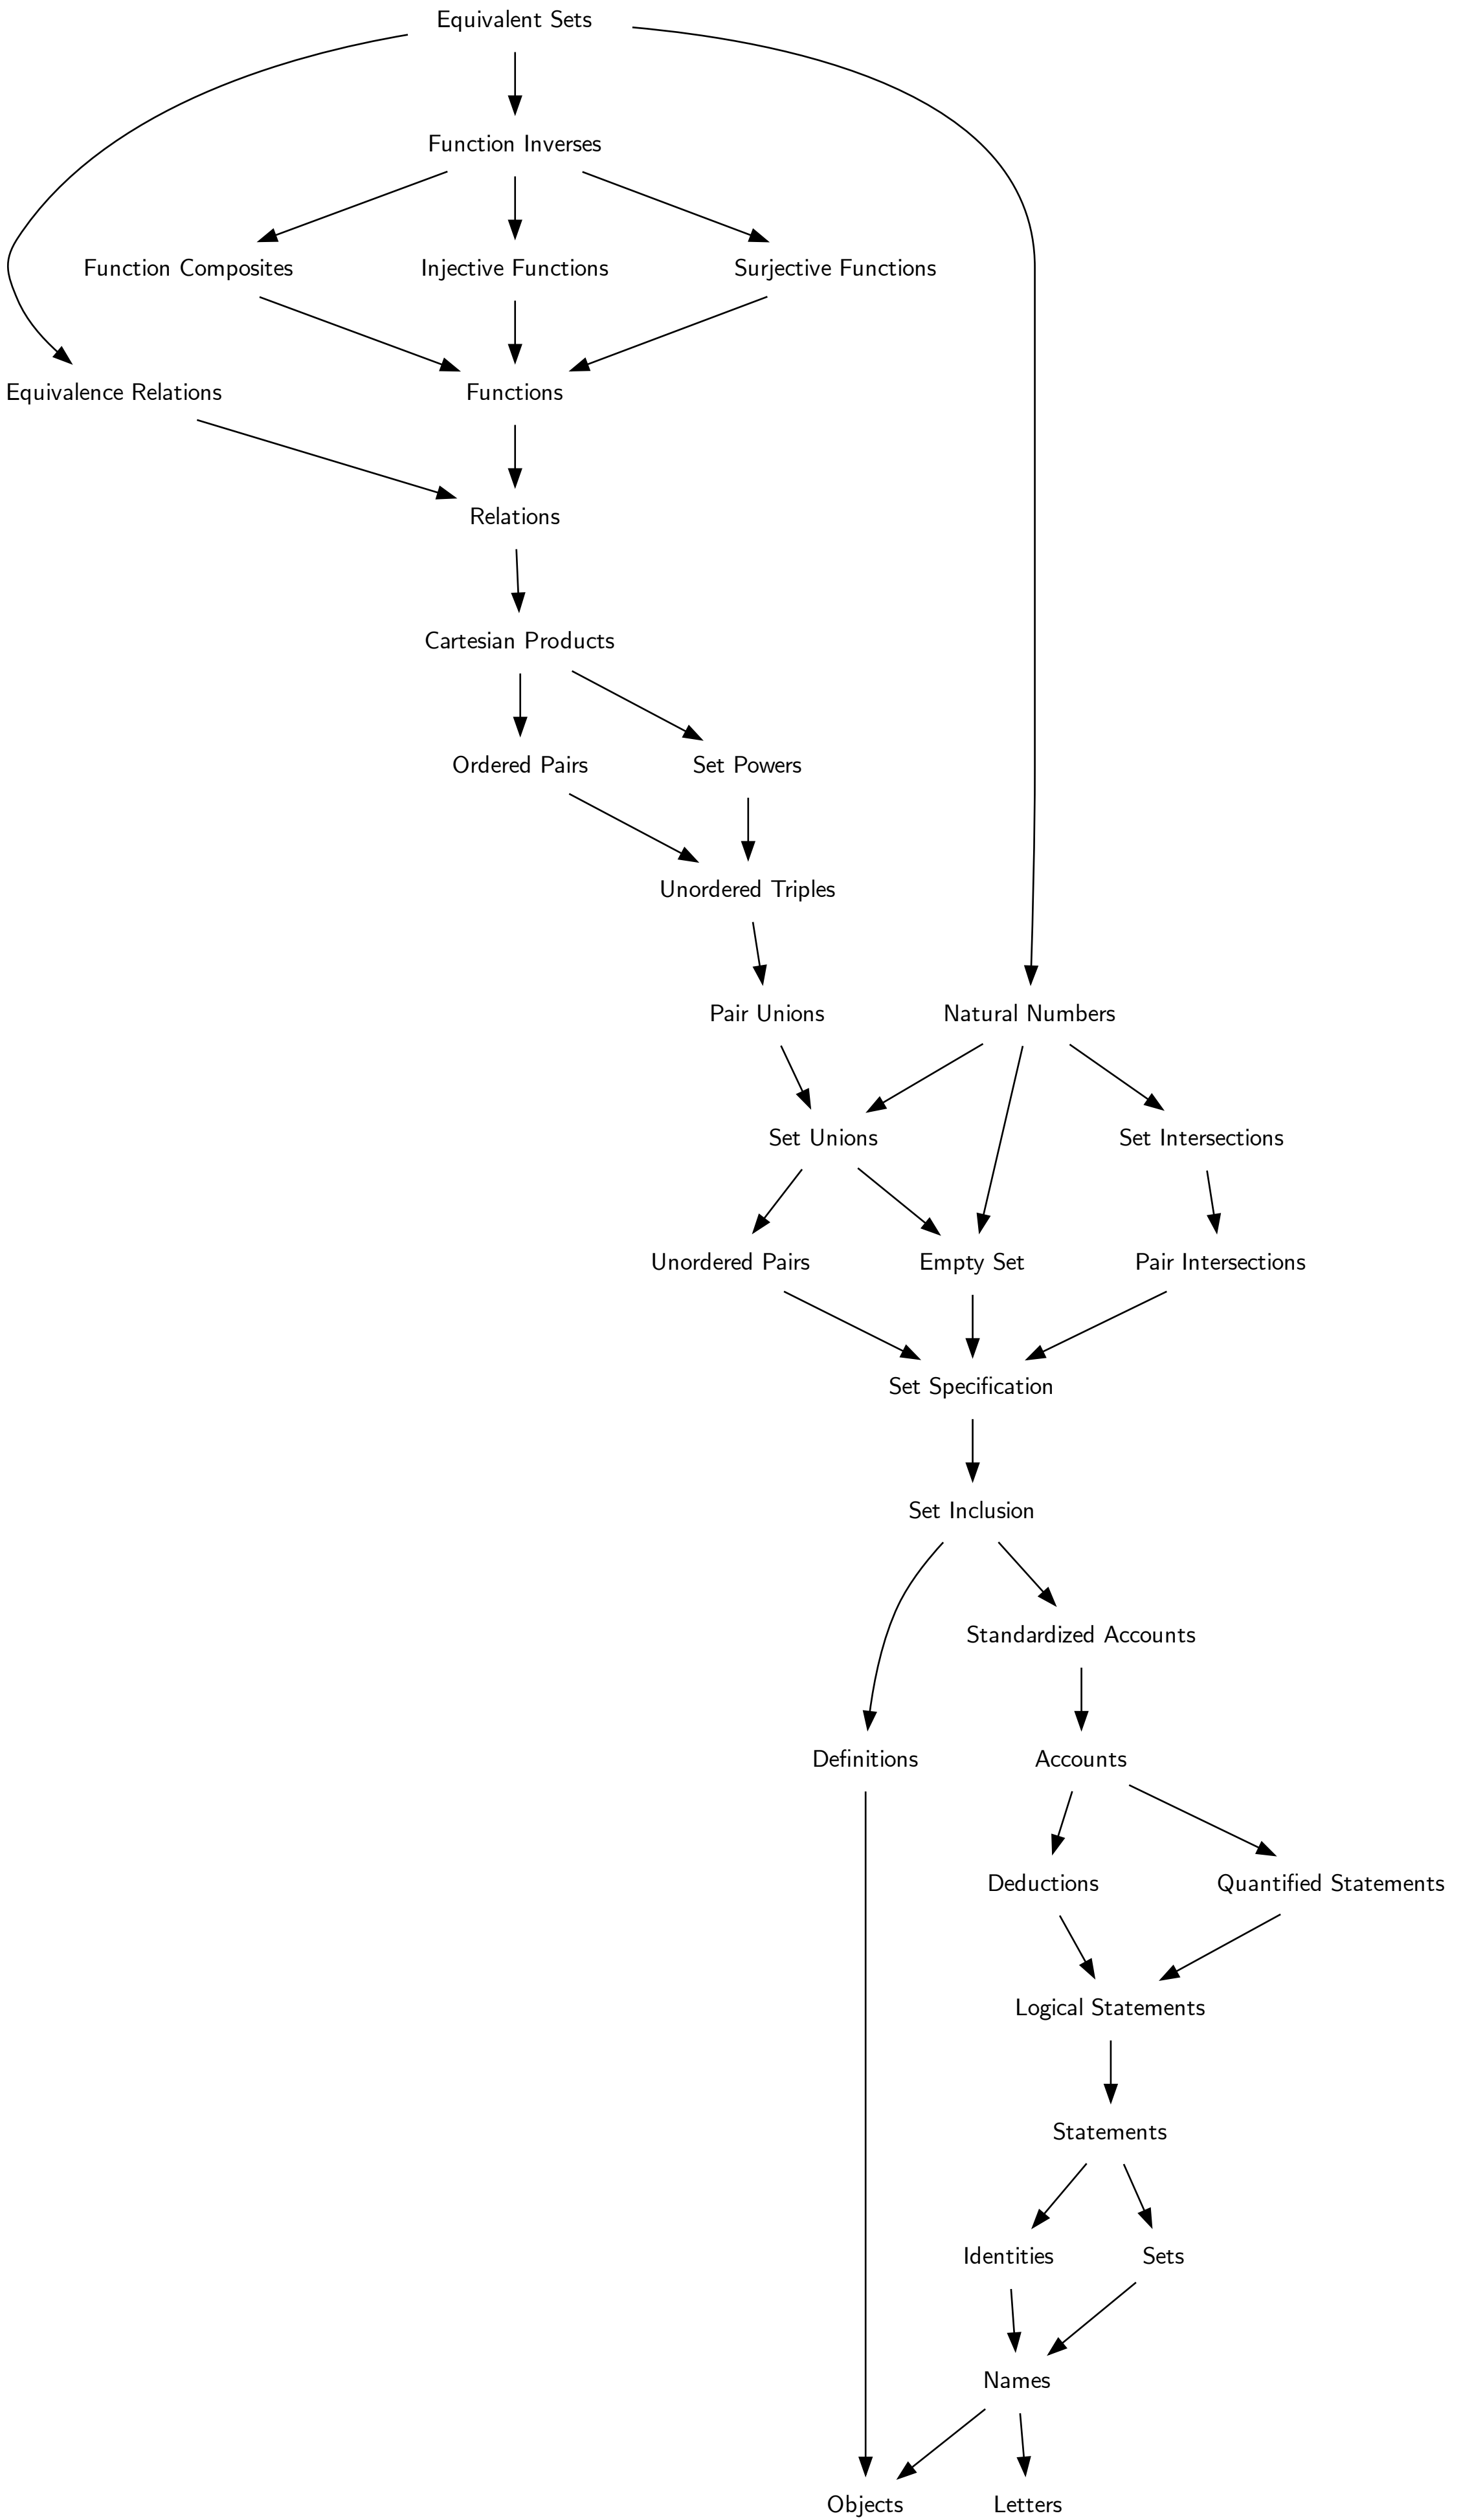 Equivalent Sets
Function Inverses
Function Composites
Injective Functions
Surjective Functions
Equivalence Relations
Functions
Relations
Cartesian Products
Ordered Pairs
Set Powers
Unordered Triples
Pair Unions
Natural Numbers
Set Unions
Set Intersections
Unordered Pairs
Empty Set
Pair Intersections
Set Specification
Set Inclusion
Standardized Accounts
Definitions
Accounts
Deductions
Quantified Statements
Logical Statements
Statements
Identities
Sets
Names
Objects
Letters